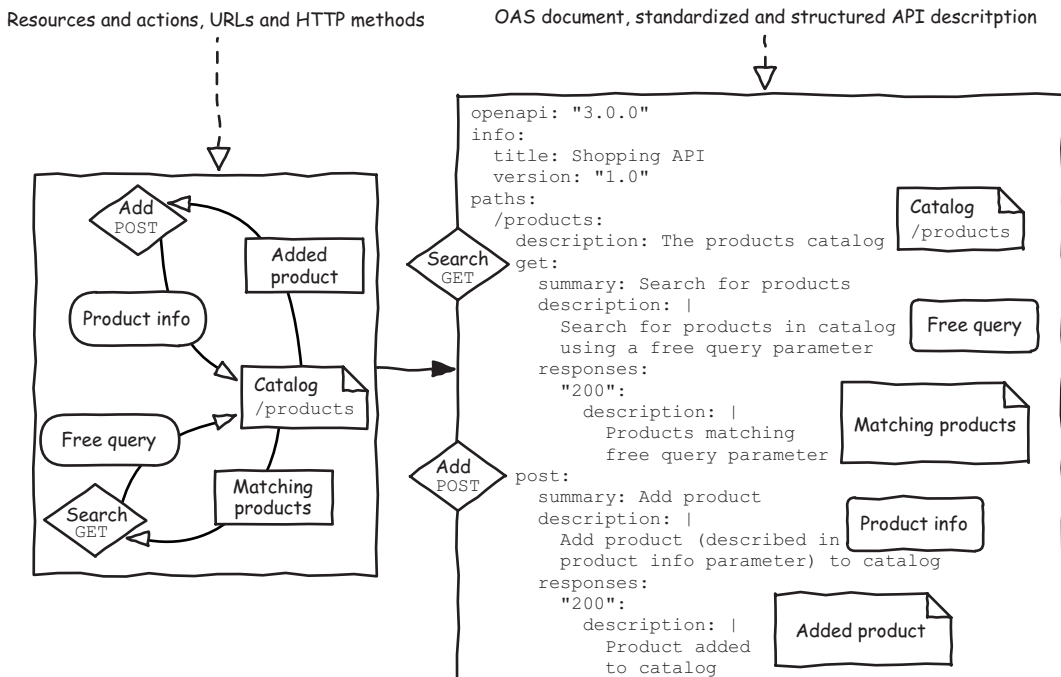 Resources and actions, URLs and HTTP methods
OAS document, standardized and structured API descritption
Add
POST
Added
product
Product info
Catalog
/products
Free query
Matching
products
Search
GET
openapi: "3.0.0"
info:
title: Shopping API
version: "1.0"
paths:
/products:
description: The products catalog
Catalog
/products
Search
GET
get:
summary: Search for products
description: |
Search for products in catalog
using a free query parameter
Free query
responses:
"200":
description: |
Products matching
free query parameter
Matching products
Add
POST
post:
summary: Add product
description: |
Add product (described in
product info parameter) to catalog
Product info
responses:
"200":
description: |
Product added
to catalog
Added product